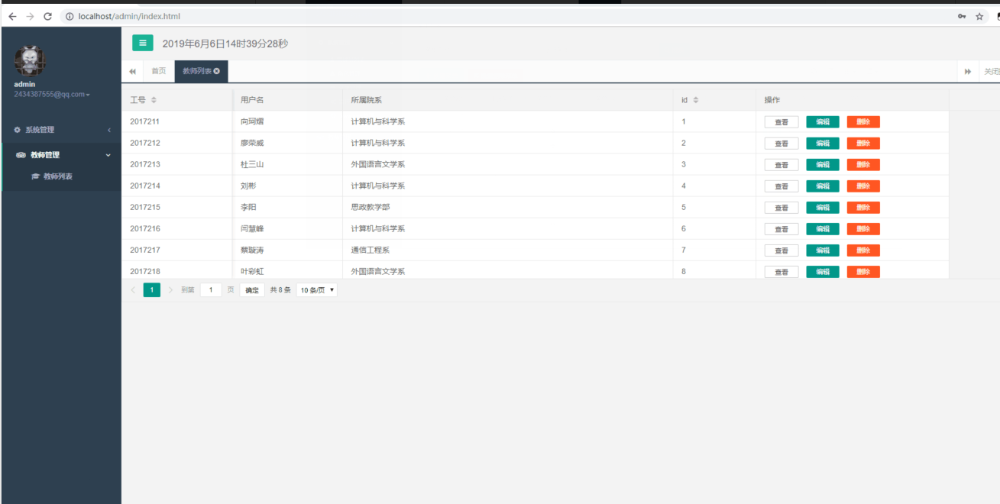 localhost/admin/index.html
2019年6月6日14时39分28秒
首页 教师列表 关闭
admin
2434387555@qq.com
系统管理
教师管理
教师列表
工号 用户名 所属院系 id 操作
2017211 向珂熠 计算机与科学系 1 查看 编辑 删除
2017212 廖荣威 计算机与科学系 2 查看 编辑 删除
2017213 杜三山 外国语言文学系 3 查看 编辑 删除
2017214 刘彬 计算机与科学系 4 查看 编辑 删除
2017215 李阳 思政教学部 5 查看 编辑 删除
2017216 闫慧峰 计算机与科学系 6 查看 编辑 删除
2017217 蔡璇涛 通信工程系 7 查看 编辑 删除
2017218 叶彩虹 外国语言文学系 8 查看 编辑 删除
1 到第 1 页 确定 共 8 条 10 条/页